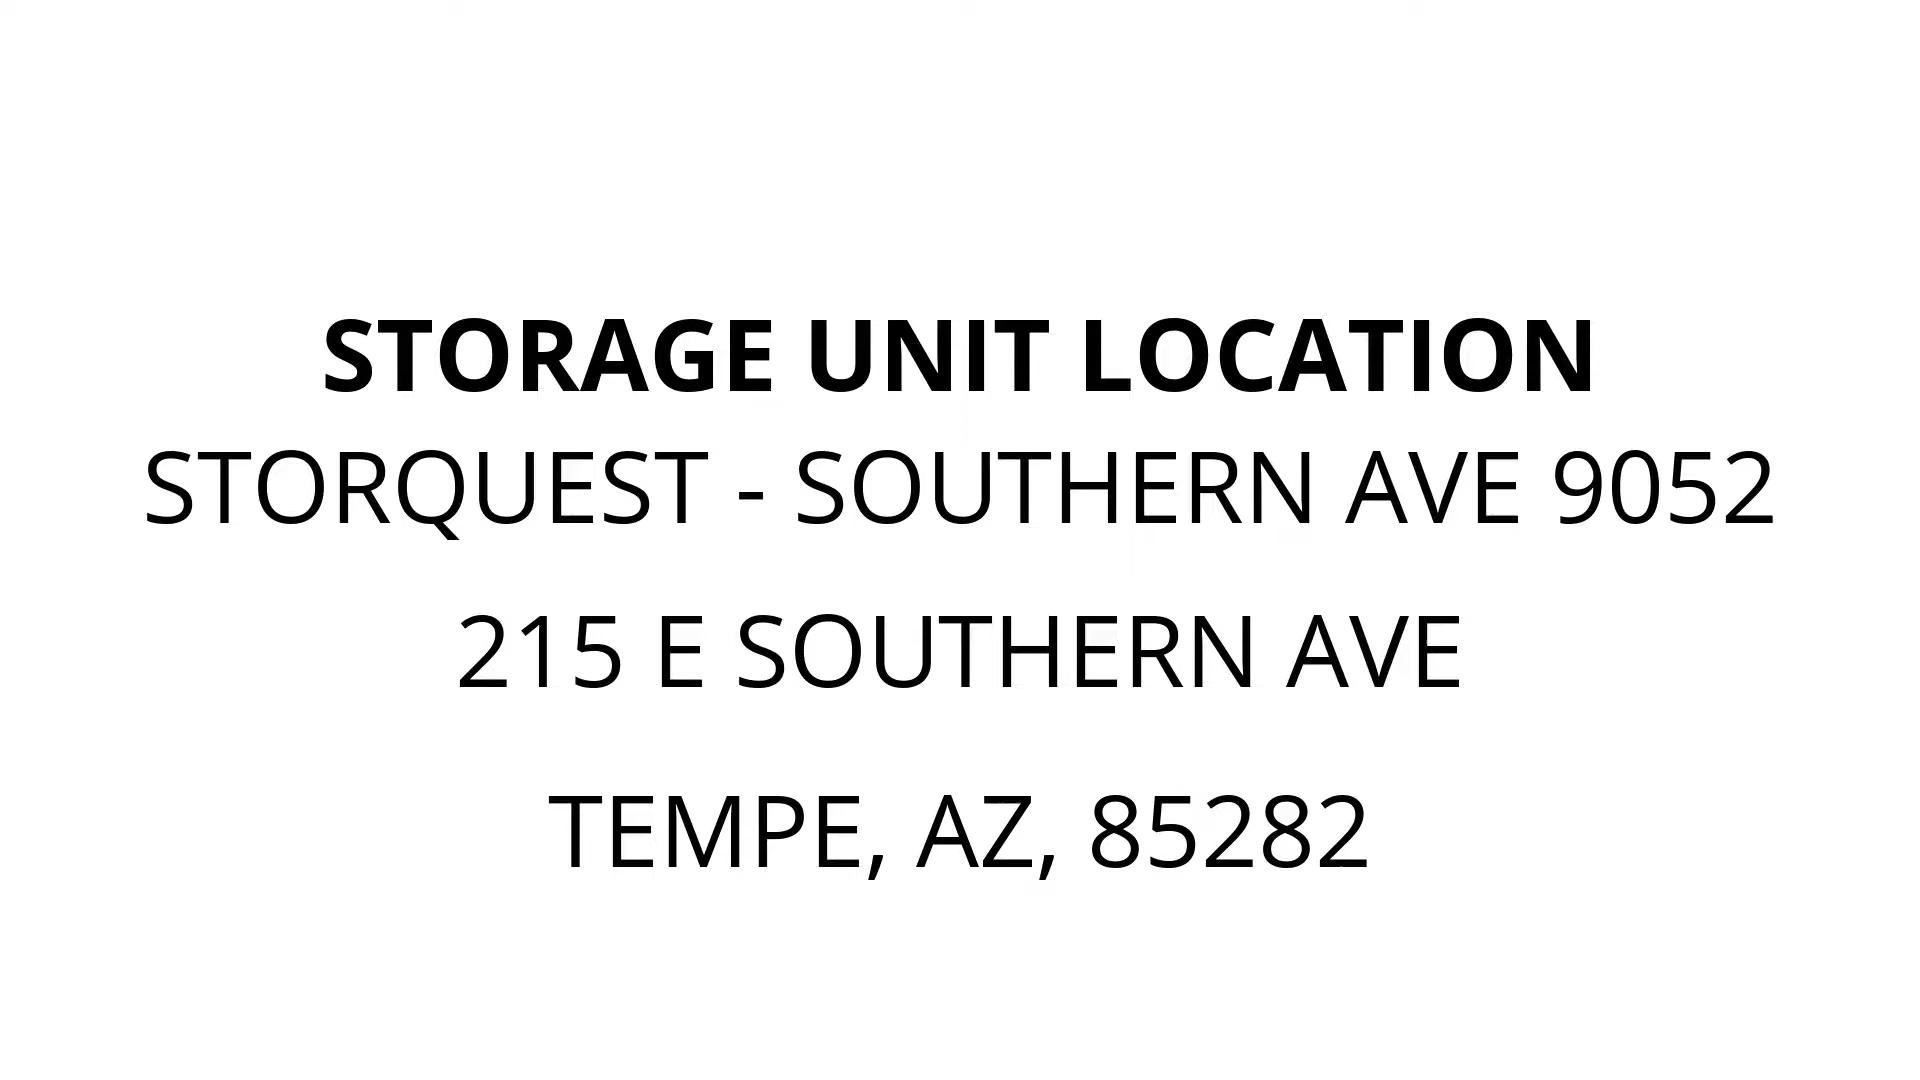 STORAGE UNIT LOCATION
STORQUEST - SOUTHERN AVE 9052
215 E SOUTHERN AVE
TEMPE, AZ, 85282